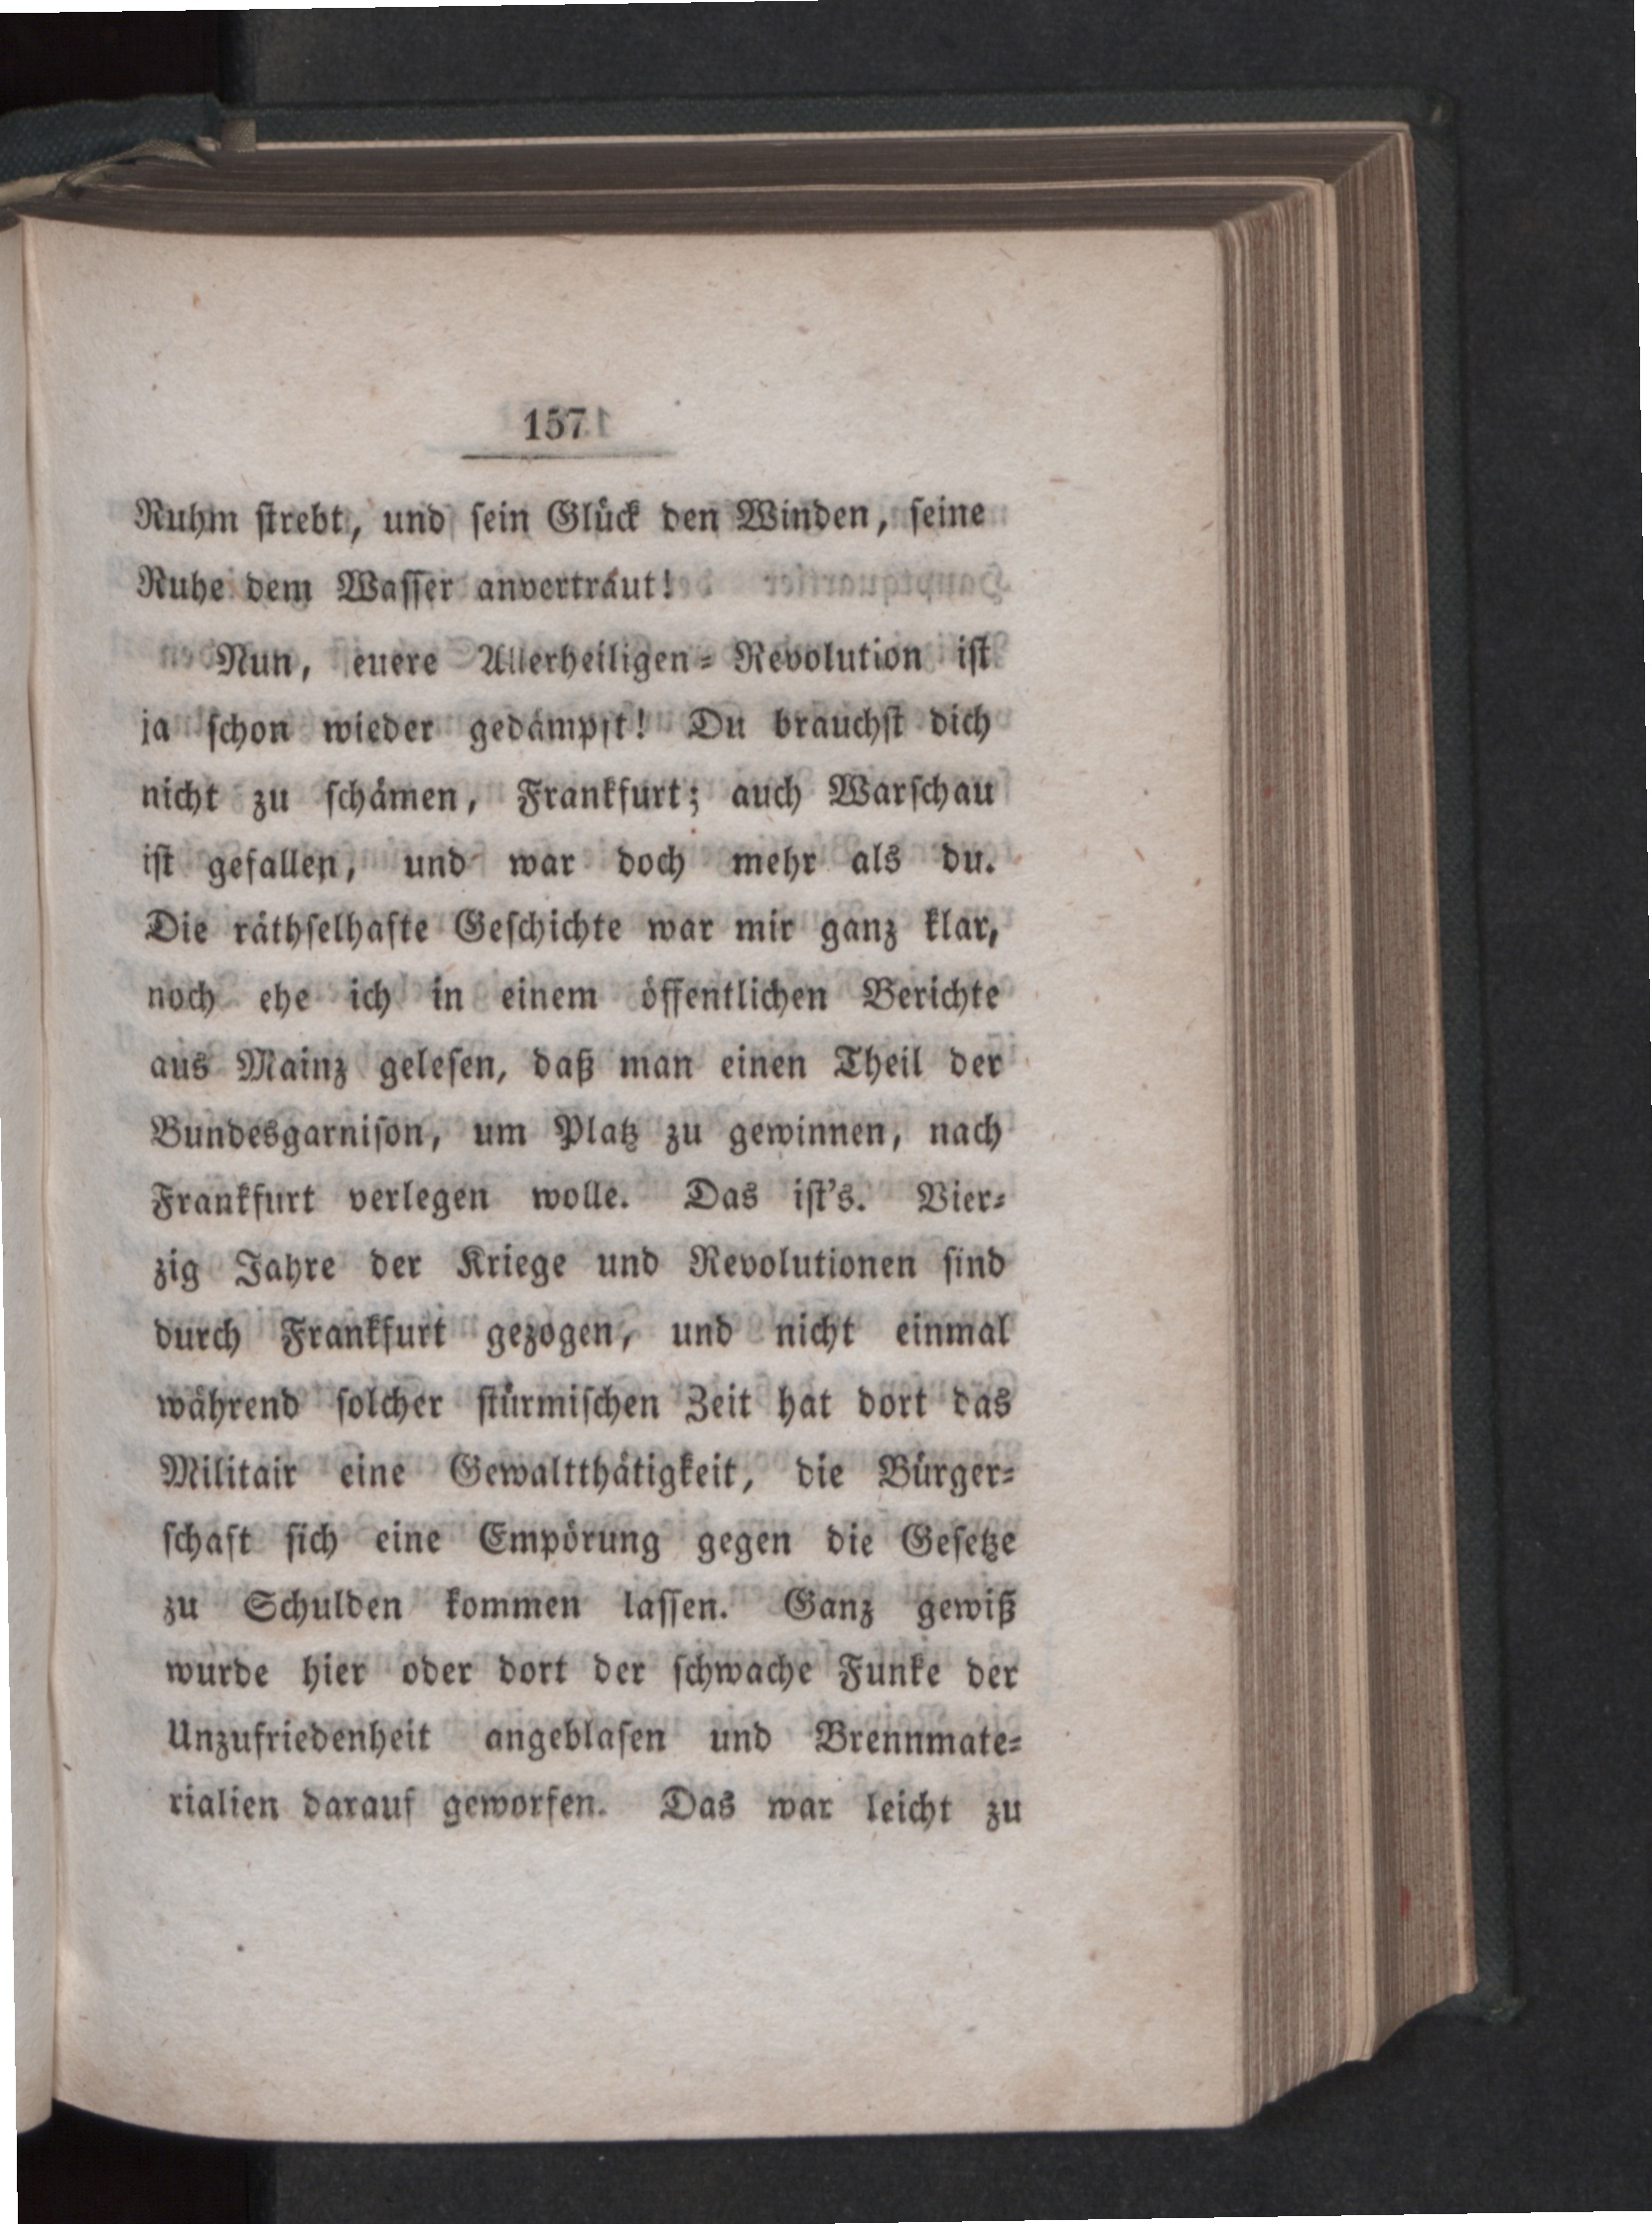 157
Ruhm ſtrebt, und ſein Glück den Winden, ſeine
Ruhe dem Waſſer anvertraut!
Nun, euere Allerheiligen-Revolution iſt
ja ſchon wieder gedämpft! Du brauchſt dich
nicht zu ſchämen, Frankfurt; auch Warſchau
iſt gefallen, und war doch mehr als du.
Die räthſelhafte Geſchichte war mir ganz klar,
noch ehe ich in einem öffentlichen Berichte
aus Mainz geleſen, daß man einen Theil der
Bundesgarniſon, um Platz zu gewinnen, nach
Frankfurt verlegen wolle. Das iſt's. Vier-
zig Jahre der Kriege und Revolutionen ſind
durch Frankfurt gezogen, und nicht einmal
während ſolcher ſtürmiſchen Zeit hat dort das
Militair eine Gewaltthätigkeit, die Bürger-
ſchaft ſich eine Empörung gegen die Geſetze
zu Schulden kommen laſſen. Ganz gewiß
wurde hier oder dort der ſchwache Funke der
Unzufriedenheit angeblaſen und Brennmate-
rialien darauf geworfen. Das war leicht zu